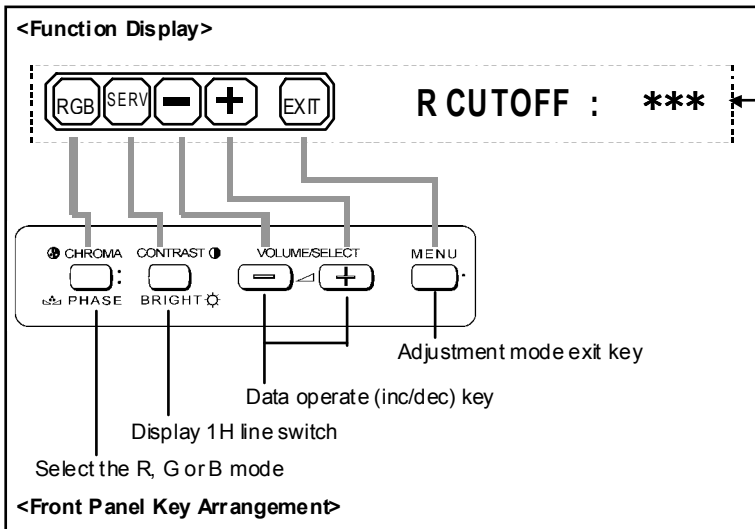 <Function Display>
RGB SERV − + EXIT R CUTOFF : ***
CHROMA CONTRAST VOLUME/SELECT MENU
− +
PHASE BRIGHT
Adjustment mode exit key
Data operate (inc/dec) key
Display 1H line switch
Select the R, G or B mode
<Front Panel Key Arrangement>